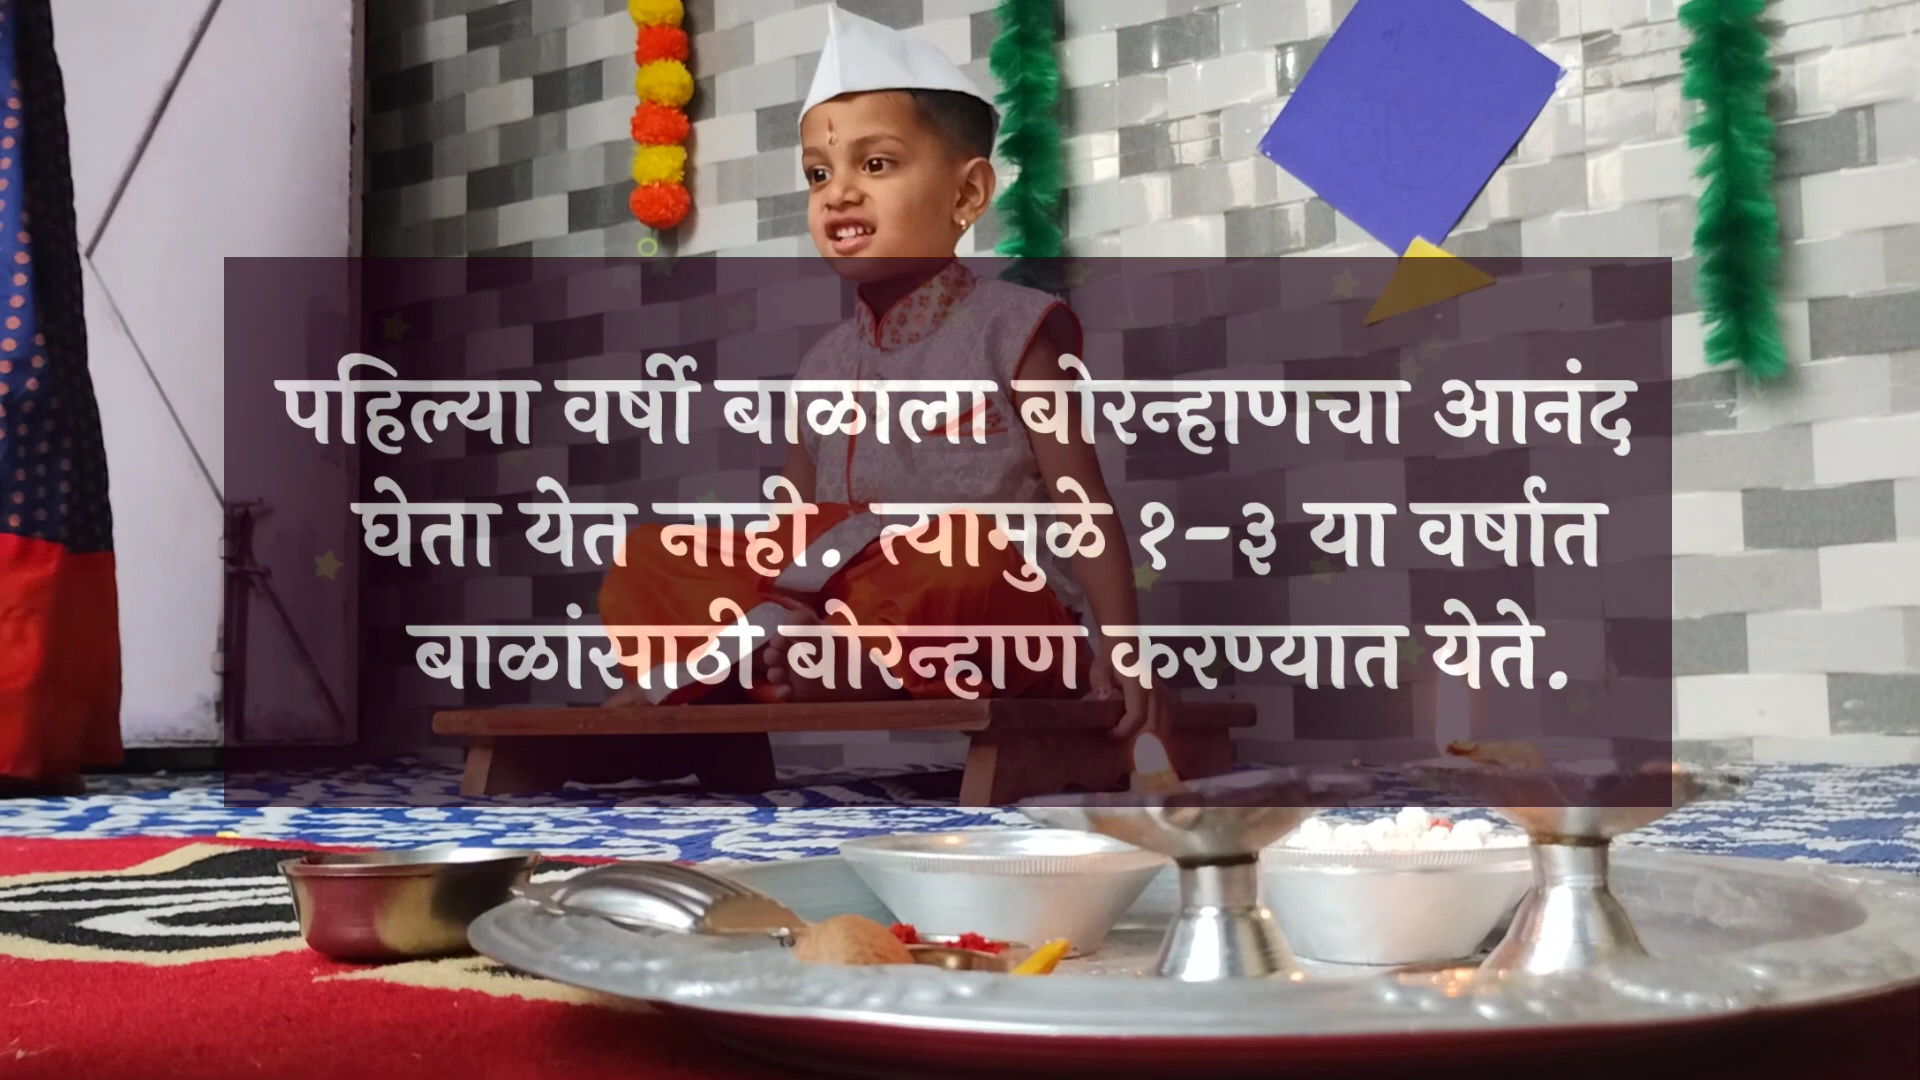 पहिल्या वर्षी बाळाला बोरन्हाणचा आनंद
घेता येत नाही. त्यामुळे १-३ या वर्षात
बाळांसाठी बोरन्हाण करण्यात येते.